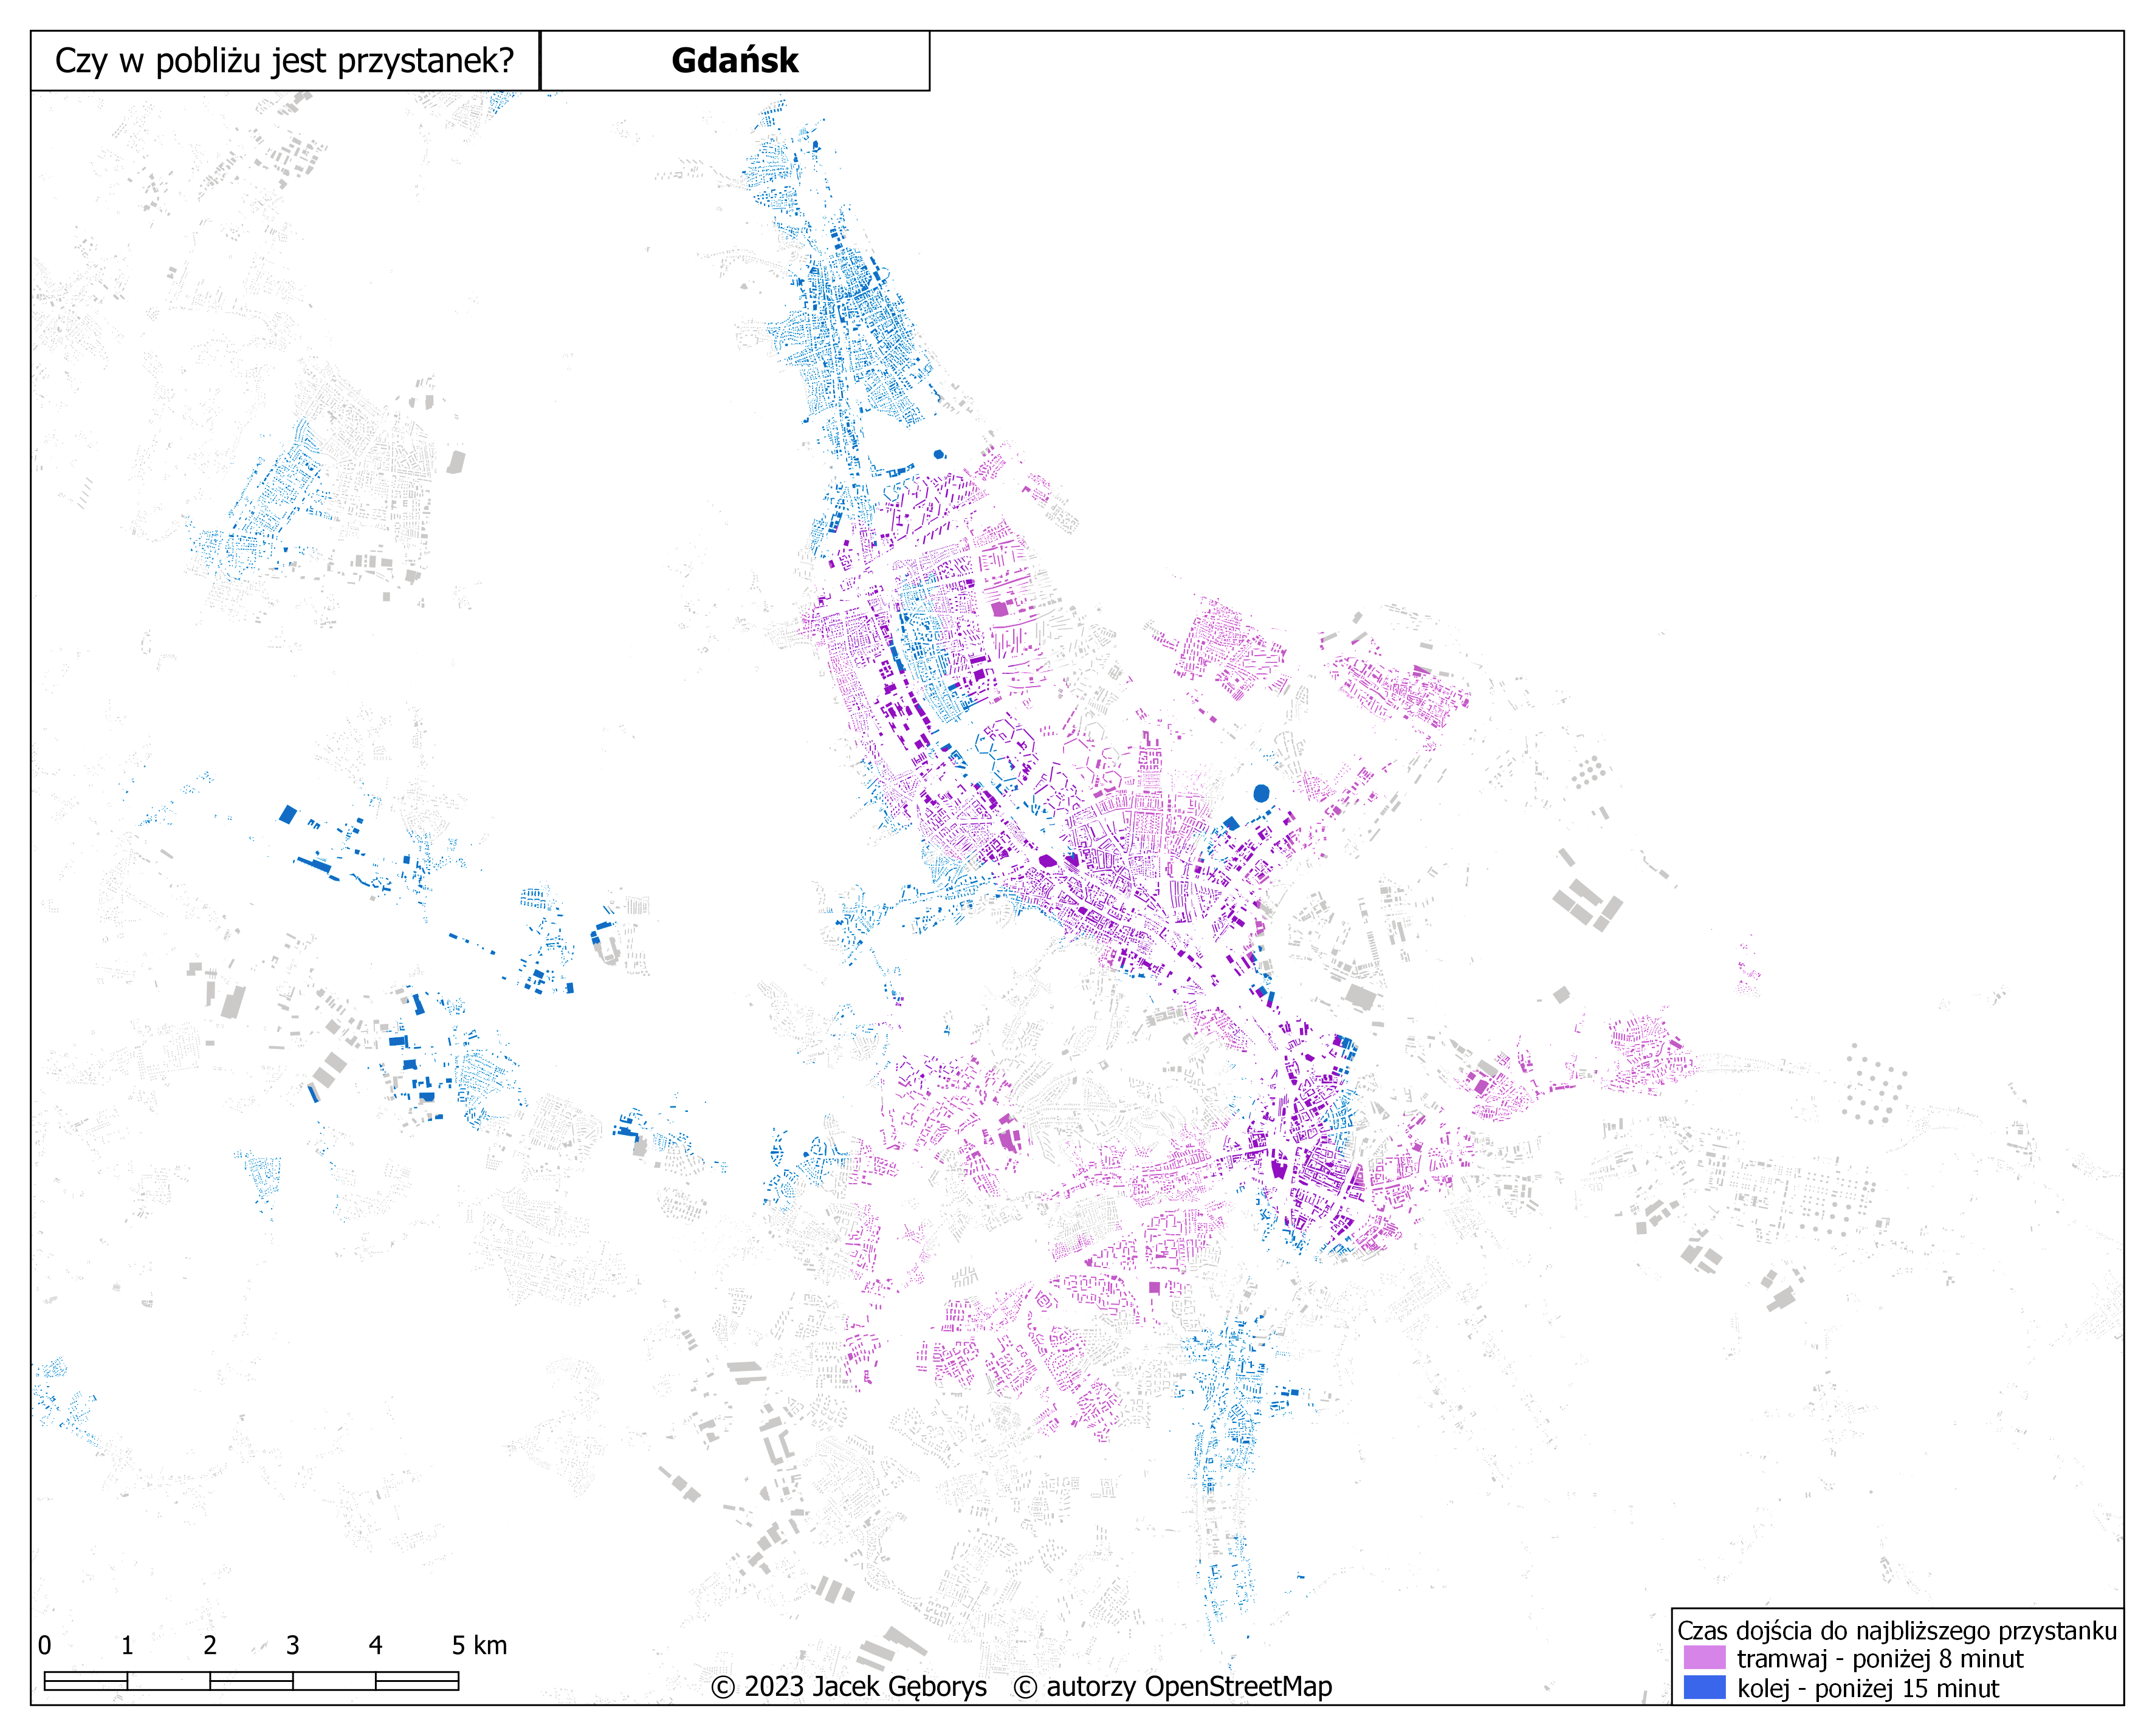 Czy w pobliżu jest przystanek?
Gdańsk
Czas dojścia do najbliższego przystanku
tramwaj - poniżej 8 minut
kolej - poniżej 15 minut
0 1 2 3 4 5 km
© 2023 Jacek Gęborys © autorzy OpenStreetMap